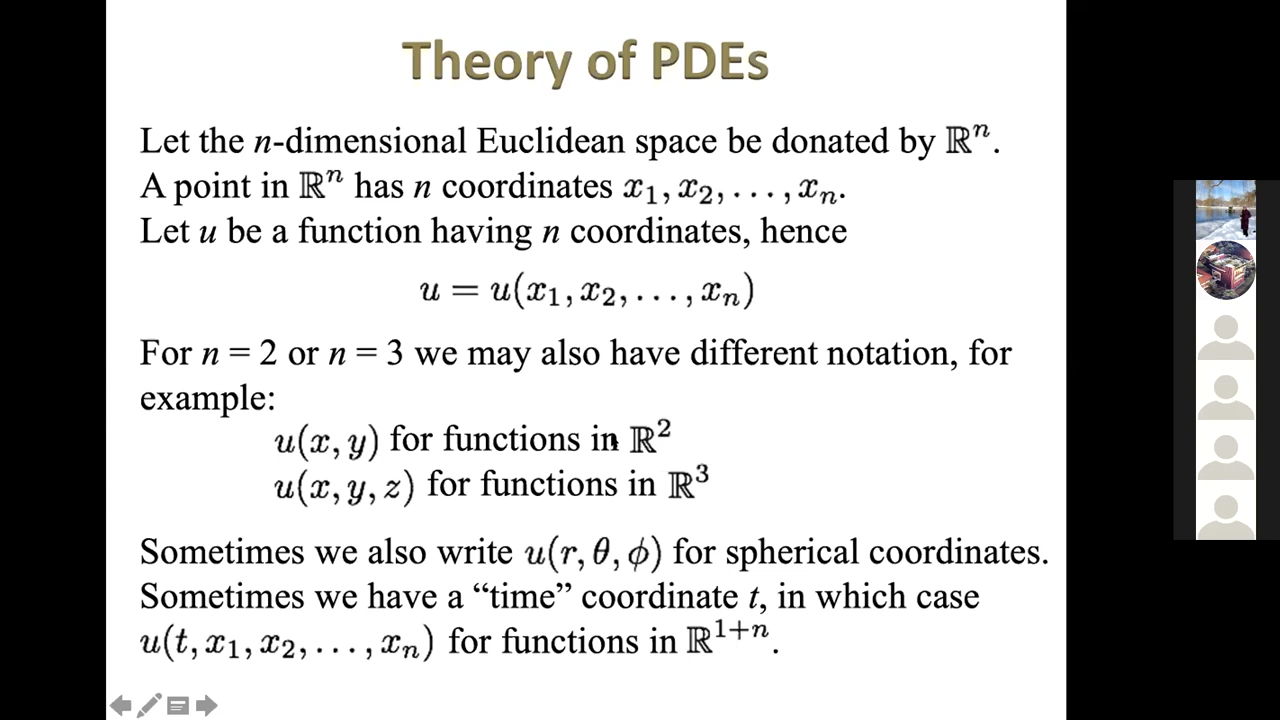 Theory of PDEs
Let the n-dimensional Euclidean space be donated by ℝⁿ.
A point in ℝⁿ has n coordinates x₁, x₂, . . . , xₙ.
Let u be a function having n coordinates, hence
u = u(x₁, x₂, . . . , xₙ)
For n = 2 or n = 3 we may also have different notation, for
example:
u(x, y) for functions in ℝ²
u(x, y, z) for functions in ℝ³
Sometimes we also write u(r, θ, ϕ) for spherical coordinates.
Sometimes we have a “time” coordinate t, in which case
u(t, x₁, x₂, . . . , xₙ) for functions in ℝ¹⁺ⁿ.